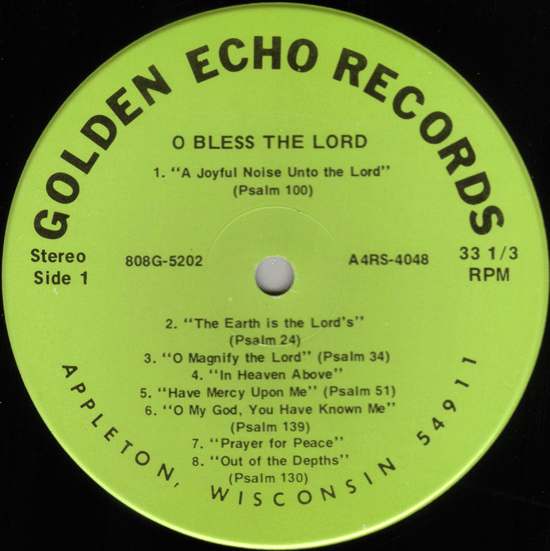 GOLDEN ECHO RECORDS
O BLESS THE LORD
1. "A Joyful Noise Unto the Lord"
(Psalm 100)
Stereo
Side 1
808G-5202
A4RS-4048
33 1/3
RPM
2. "The Earth is the Lord's"
(Psalm 24)
3. "O Magnify the Lord" (Psalm 34)
4. "In Heaven Above"
5. "Have Mercy Upon Me" (Psalm 51)
6. "O My God, You Have Known Me"
(Psalm 139)
7. "Prayer for Peace"
8. "Out of the Depths"
(Psalm 130)
APPLETON, WISCONSIN 54911